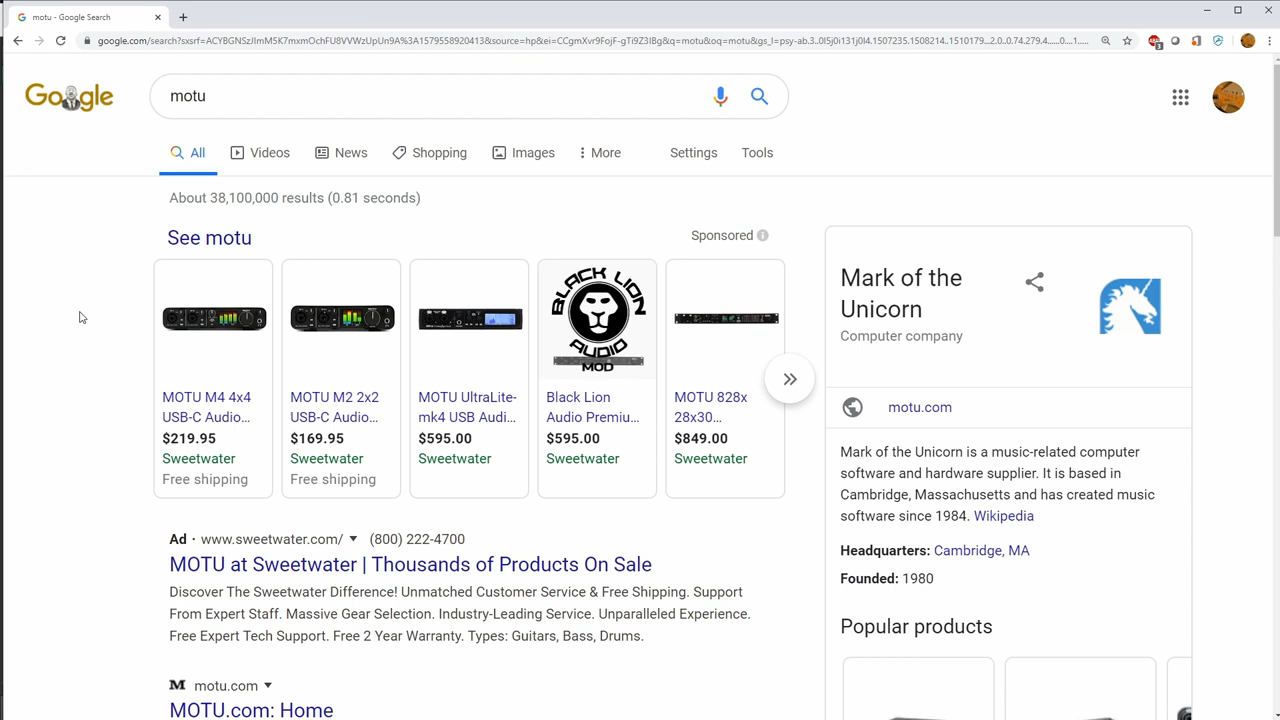 motu - Google Search
google.com/search?sxsrf=ACYBGNSzJImM5K7mxmOchFU8VVWzUpUn9A%3A1579558920413&source=hp&ei=CCgmXvr9FojF-gTi9Z3IBg&q=motu&oq=motu&gs_l=psy-ab.3..0l5j0i131j0l4.1507235.1508214..1510179...2.0..0.74.279.4......0....1.....
Google
motu
All Videos News Shopping Images More Settings Tools
About 38,100,000 results (0.81 seconds)
See motu
Sponsored
BLACK LION
AUDIO
MOD
MOTU M4 4x4
USB-C Audio...
$219.95
Sweetwater
Free shipping
MOTU M2 2x2
USB-C Audio...
$169.95
Sweetwater
Free shipping
MOTU UltraLite-
mk4 USB Audi...
$595.00
Sweetwater
Black Lion
Audio Premiu...
$595.00
Sweetwater
MOTU 828x
28x30...
$849.00
Sweetwater
Ad · www.sweetwater.com/ (800) 222-4700
MOTU at Sweetwater | Thousands of Products On Sale
Discover The Sweetwater Difference! Unmatched Customer Service & Free Shipping. Support
From Expert Staff. Massive Gear Selection. Industry-Leading Service. Unparalleled Experience.
Free Expert Tech Support. Free 2 Year Warranty. Types: Guitars, Bass, Drums.
M motu.com
MOTU.com: Home
Mark of the
Unicorn
Computer company
motu.com
Mark of the Unicorn is a music-related computer
software and hardware supplier. It is based in
Cambridge, Massachusetts and has created music
software since 1984. Wikipedia
Headquarters: Cambridge, MA
Founded: 1980
Popular products